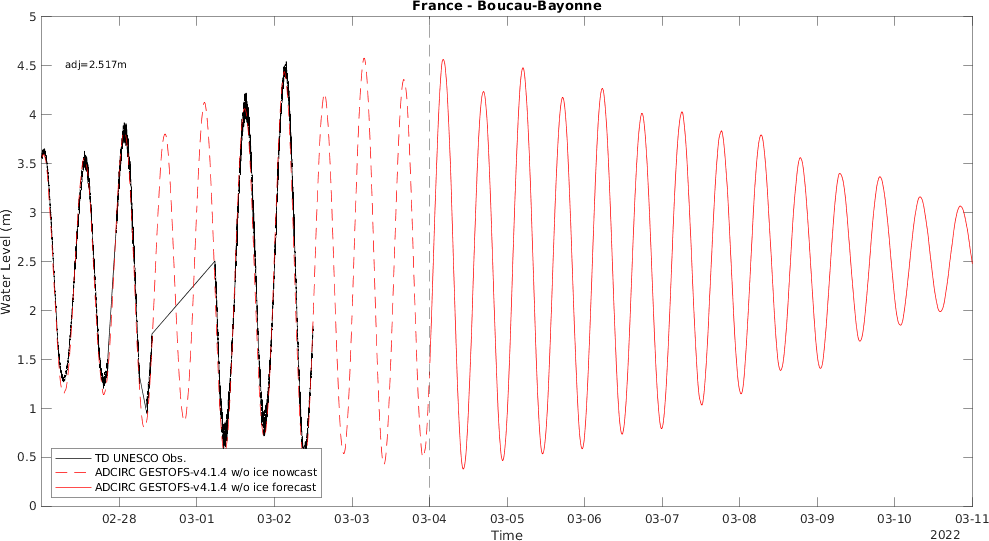 France - Boucau-Bayonne
adj=2.517m
Water Level (m)
5
4.5
4
3.5
3
2.5
2
1.5
1
0.5
0
TD UNESCO Obs.
ADCIRC GESTOFS-v4.1.4 w/o ice nowcast
ADCIRC GESTOFS-v4.1.4 w/o ice forecast
02-28 03-01 03-02 03-03 03-04 03-05 03-06 03-07 03-08 03-09 03-10 03-11
Time
2022